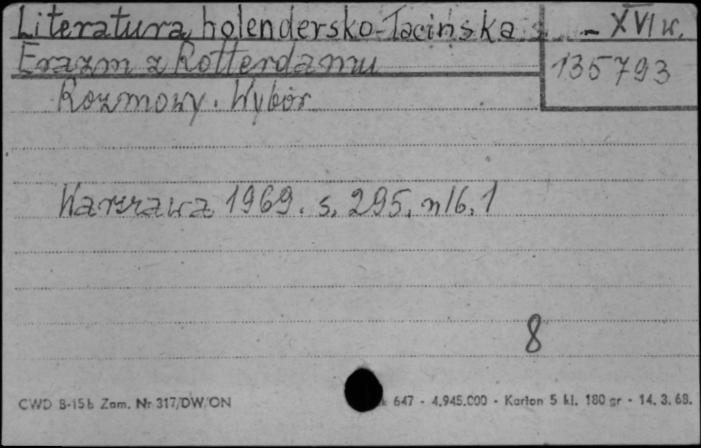 Literatura holendersko-łacińska - XVI w.
Erazm z Rotterdamu
135793
Rozmowy. Wybór
Warszawa 1969. s. 295, nlb. 1
8
CWD B-15b Zam. Nr 317/DW/ON 647 - 4.945.000 - Karton 5 kl. 180 gr - 14. 3. 68.